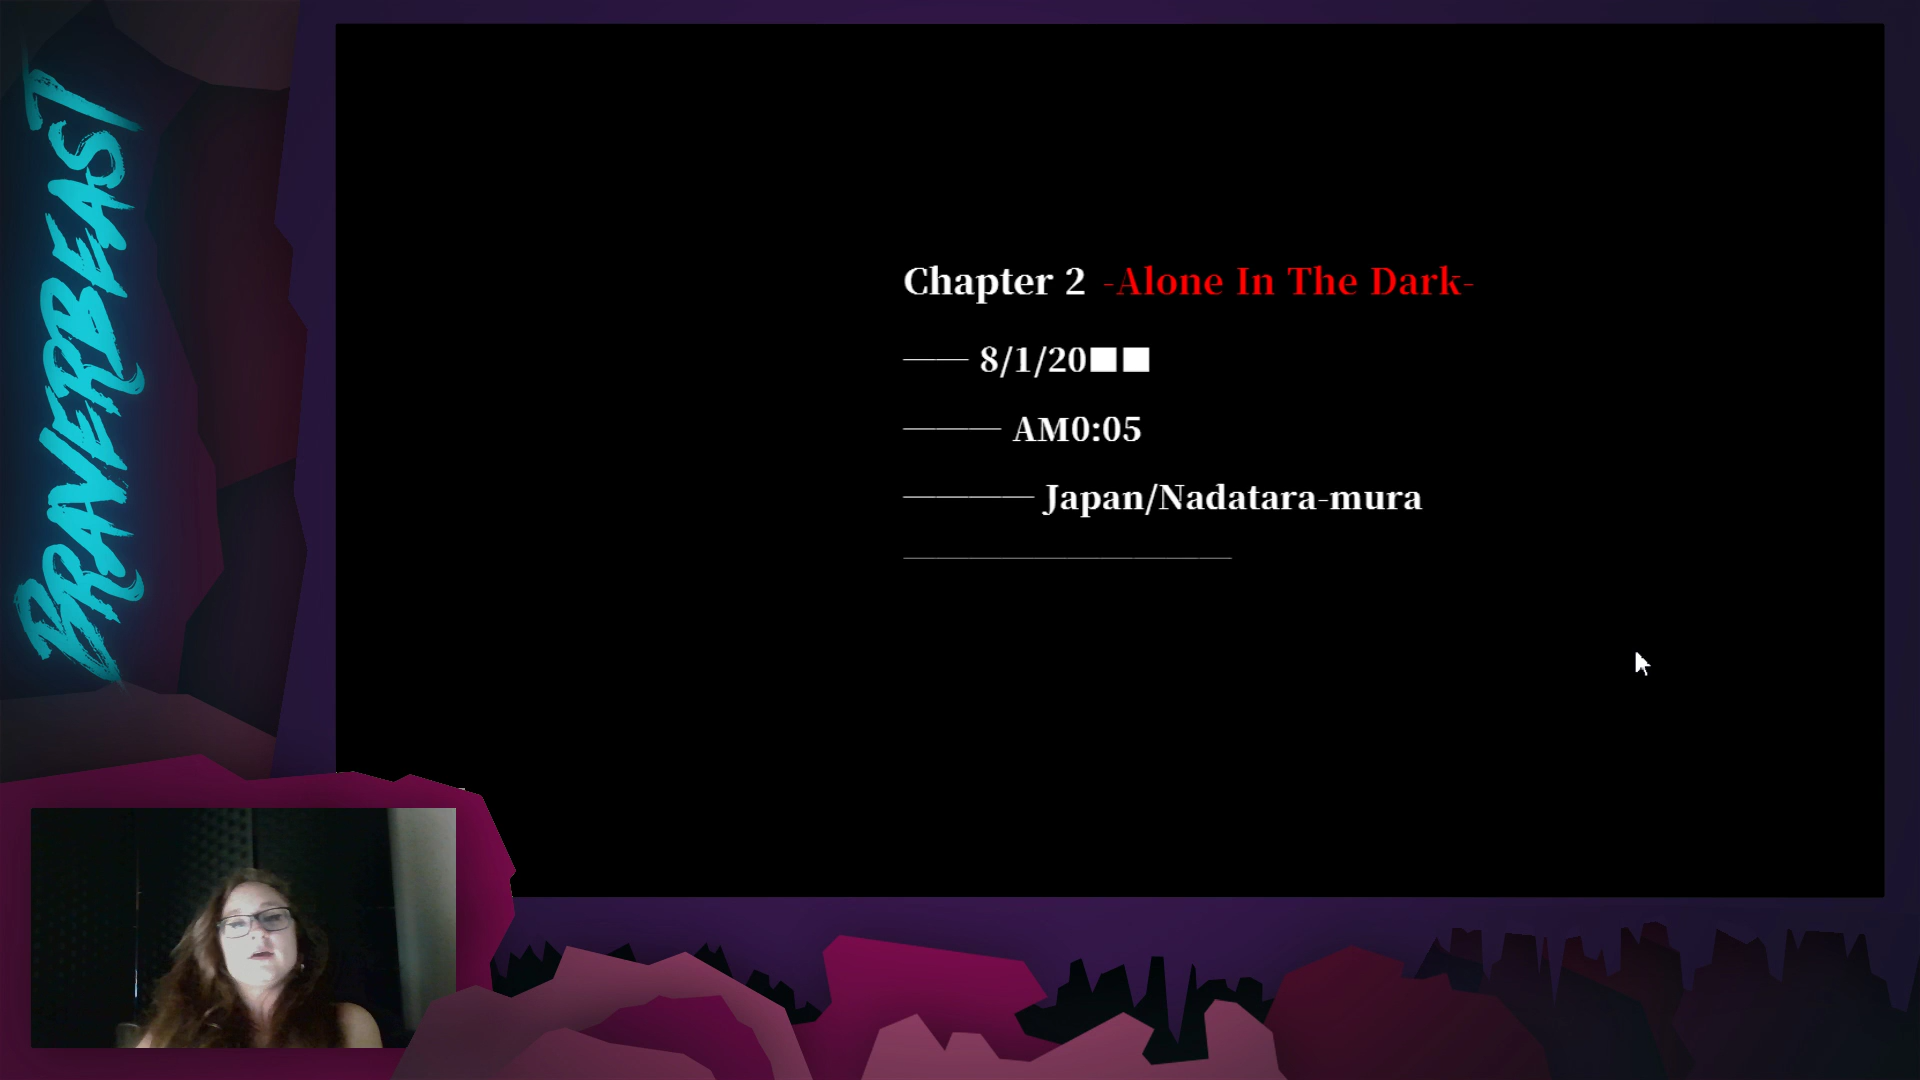 BRAVERBEAST
Chapter 2 -Alone In The Dark-
—— 8/1/20■■
——— AM0:05
———— Japan/Nadatara-mura
——————————